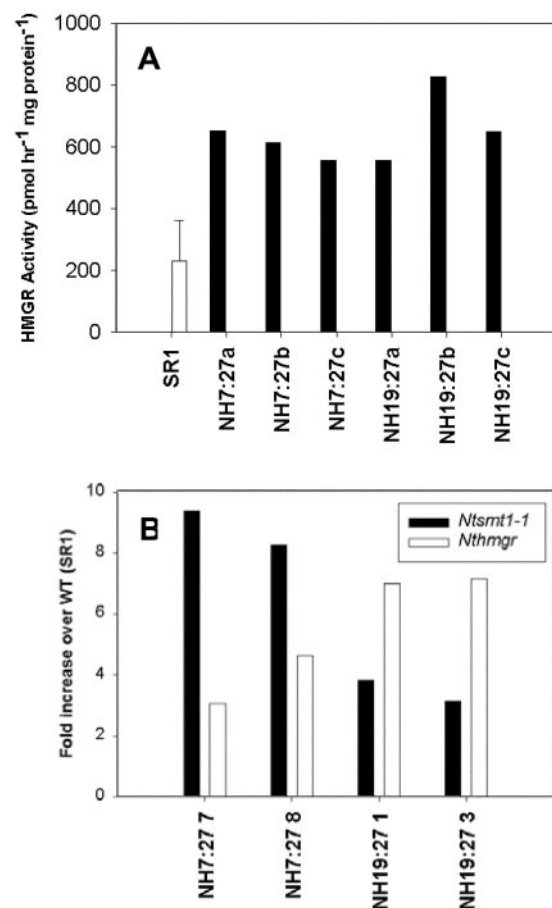 A
HMGR Activity (pmol hr⁻¹ mg protein⁻¹)
1000
800
600
400
200
0
SR1
NH7:27a
NH7:27b
NH7:27c
NH19:27a
NH19:27b
NH19:27c
B
Fold increase over WT (SR1)
10
8
6
4
2
0
Ntsmt1-1
Nthmgr
NH7:27 7
NH7:27 8
NH19:27 1
NH19:27 3